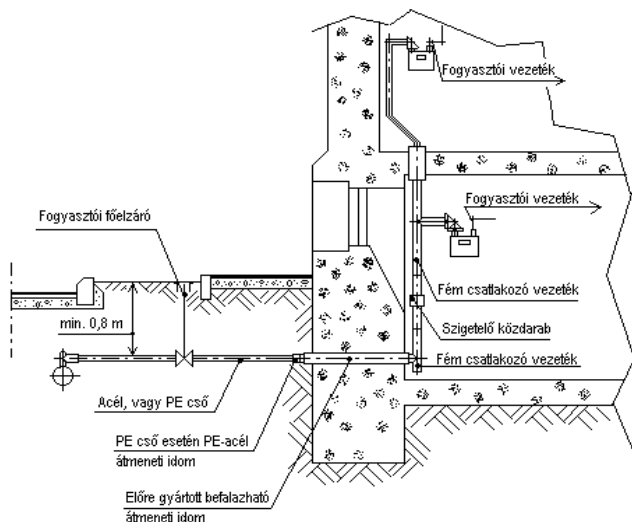 Fogyasztói vezeték
Fogyasztói vezeték
Fogyasztói főelzáró
Fém csatlakozó vezeték
min. 0,8 m
Szigetelő közdarab
Fém csatlakozó vezeték
Acél, vagy PE cső
PE cső esetén PE-acél
átmeneti idom
Előre gyártott befalazható
átmeneti idom